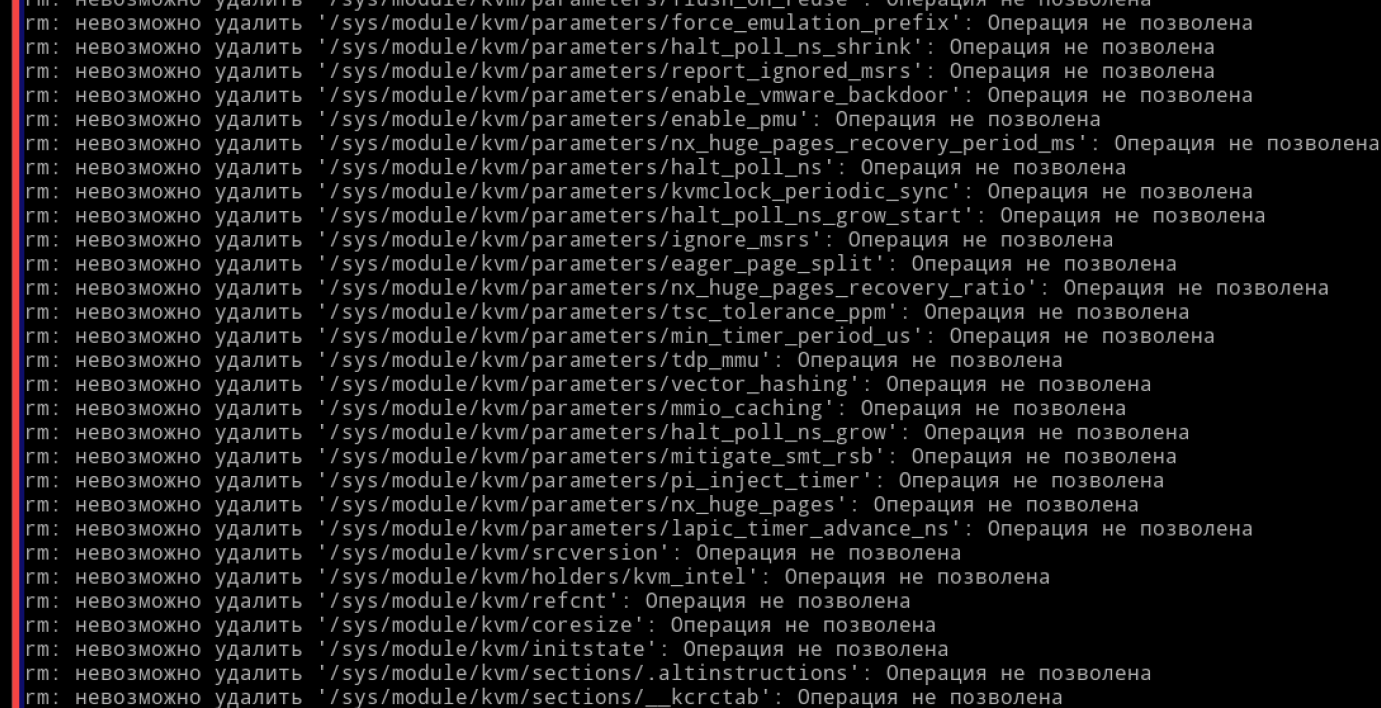 rm: невозможно удалить '/sys/module/kvm/parameters/flush_on_reuse': Операция не позволена
rm: невозможно удалить '/sys/module/kvm/parameters/force_emulation_prefix': Операция не позволена
rm: невозможно удалить '/sys/module/kvm/parameters/halt_poll_ns_shrink': Операция не позволена
rm: невозможно удалить '/sys/module/kvm/parameters/report_ignored_msrs': Операция не позволена
rm: невозможно удалить '/sys/module/kvm/parameters/enable_vmware_backdoor': Операция не позволена
rm: невозможно удалить '/sys/module/kvm/parameters/enable_pmu': Операция не позволена
rm: невозможно удалить '/sys/module/kvm/parameters/nx_huge_pages_recovery_period_ms': Операция не позволена
rm: невозможно удалить '/sys/module/kvm/parameters/halt_poll_ns': Операция не позволена
rm: невозможно удалить '/sys/module/kvm/parameters/kvmclock_periodic_sync': Операция не позволена
rm: невозможно удалить '/sys/module/kvm/parameters/halt_poll_ns_grow_start': Операция не позволена
rm: невозможно удалить '/sys/module/kvm/parameters/ignore_msrs': Операция не позволена
rm: невозможно удалить '/sys/module/kvm/parameters/eager_page_split': Операция не позволена
rm: невозможно удалить '/sys/module/kvm/parameters/nx_huge_pages_recovery_ratio': Операция не позволена
rm: невозможно удалить '/sys/module/kvm/parameters/tsc_tolerance_ppm': Операция не позволена
rm: невозможно удалить '/sys/module/kvm/parameters/min_timer_period_us': Операция не позволена
rm: невозможно удалить '/sys/module/kvm/parameters/tdp_mmu': Операция не позволена
rm: невозможно удалить '/sys/module/kvm/parameters/vector_hashing': Операция не позволена
rm: невозможно удалить '/sys/module/kvm/parameters/mmio_caching': Операция не позволена
rm: невозможно удалить '/sys/module/kvm/parameters/halt_poll_ns_grow': Операция не позволена
rm: невозможно удалить '/sys/module/kvm/parameters/mitigate_smt_rsb': Операция не позволена
rm: невозможно удалить '/sys/module/kvm/parameters/pi_inject_timer': Операция не позволена
rm: невозможно удалить '/sys/module/kvm/parameters/nx_huge_pages': Операция не позволена
rm: невозможно удалить '/sys/module/kvm/parameters/lapic_timer_advance_ns': Операция не позволена
rm: невозможно удалить '/sys/module/kvm/srcversion': Операция не позволена
rm: невозможно удалить '/sys/module/kvm/holders/kvm_intel': Операция не позволена
rm: невозможно удалить '/sys/module/kvm/refcnt': Операция не позволена
rm: невозможно удалить '/sys/module/kvm/coresize': Операция не позволена
rm: невозможно удалить '/sys/module/kvm/initstate': Операция не позволена
rm: невозможно удалить '/sys/module/kvm/sections/.altinstructions': Операция не позволена
rm: невозможно удалить '/sys/module/kvm/sections/__kcrctab': Операция не позволена